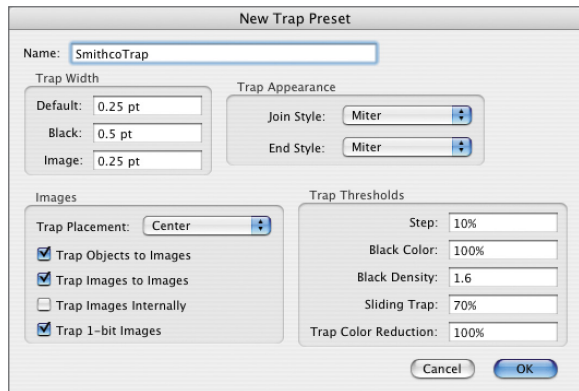 New Trap Preset
Name: SmithcoTrap
Trap Width
Default: 0.25 pt
Black: 0.5 pt
Image: 0.25 pt
Trap Appearance
Join Style: Miter
End Style: Miter
Images
Trap Placement: Center
Trap Objects to Images
Trap Images to Images
Trap Images Internally
Trap 1-bit Images
Trap Thresholds
Step: 10%
Black Color: 100%
Black Density: 1.6
Sliding Trap: 70%
Trap Color Reduction: 100%
Cancel OK